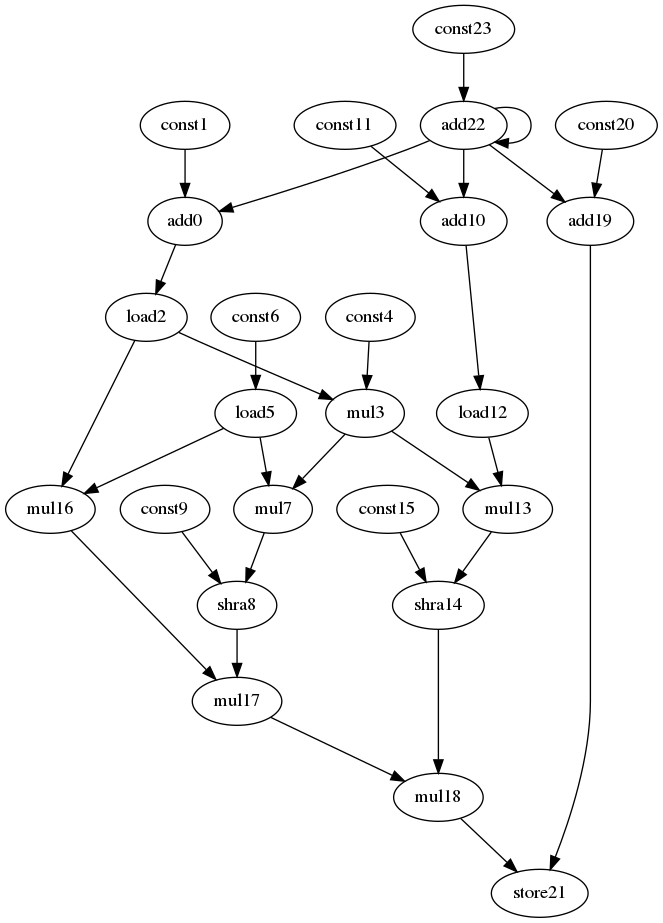 const23
const1
const11
add22
const20
add0
add10
add19
load2
const6
const4
load5
mul3
load12
mul16
const9
mul7
const15
mul13
shra8
shra14
mul17
mul18
store21